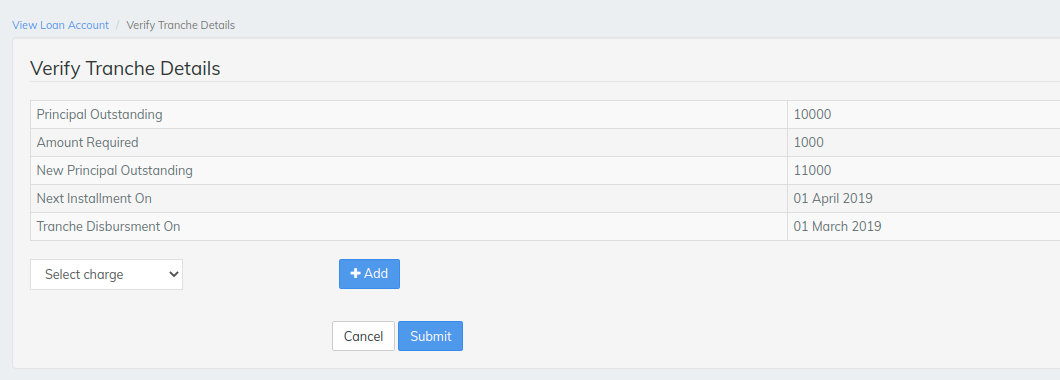 View Loan Account / Verify Tranche Details
Verify Tranche Details
Principal Outstanding 10000
Amount Required 1000
New Principal Outstanding 11000
Next Installment On 01 April 2019
Tranche Disbursment On 01 March 2019
Select charge + Add
Cancel Submit